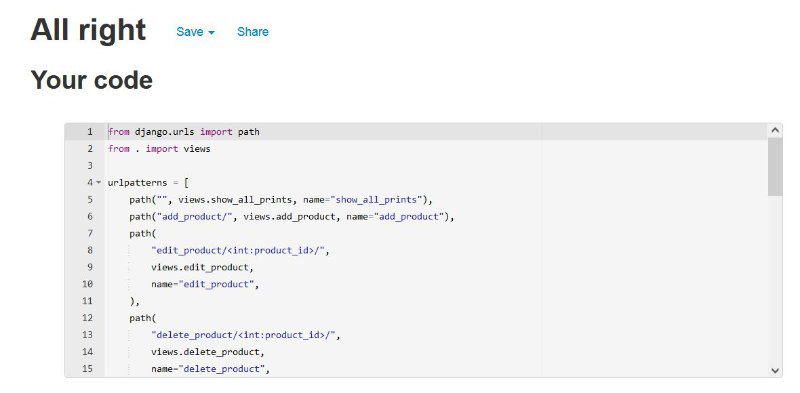 All right Save Share
Your code
1 from django.urls import path
2 from . import views
3
4 urlpatterns = [
5 path("", views.show_all_prints, name="show_all_prints"),
6 path("add_product/", views.add_product, name="add_product"),
7 path(
8 "edit_product/<int:product_id>/",
9 views.edit_product,
10 name="edit_product",
11 ),
12 path(
13 "delete_product/<int:product_id>/",
14 views.delete_product,
15 name="delete_product",